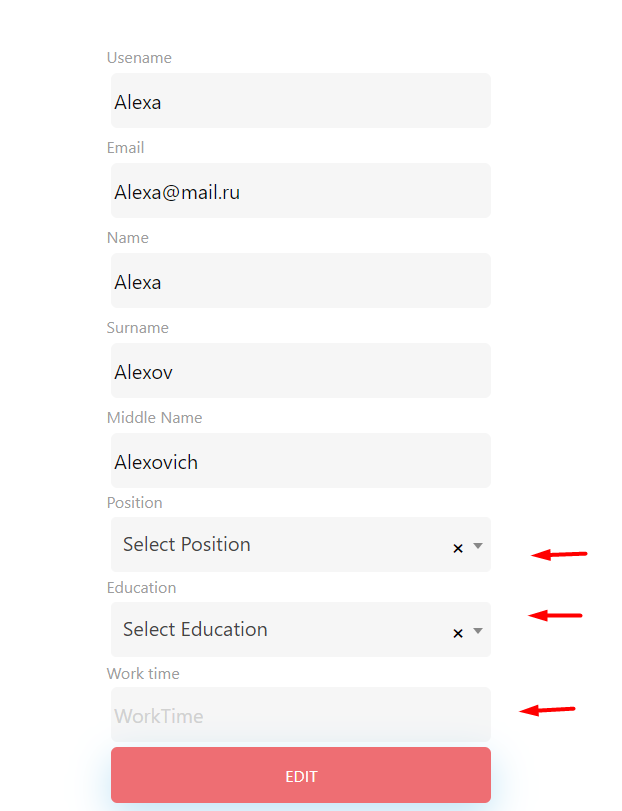 Usename
Alexa
Email
Alexa@mail.ru
Name
Alexa
Surname
Alexov
Middle Name
Alexovich
Position
Select Position ×
Education
Select Education ×
Work time
WorkTime
EDIT